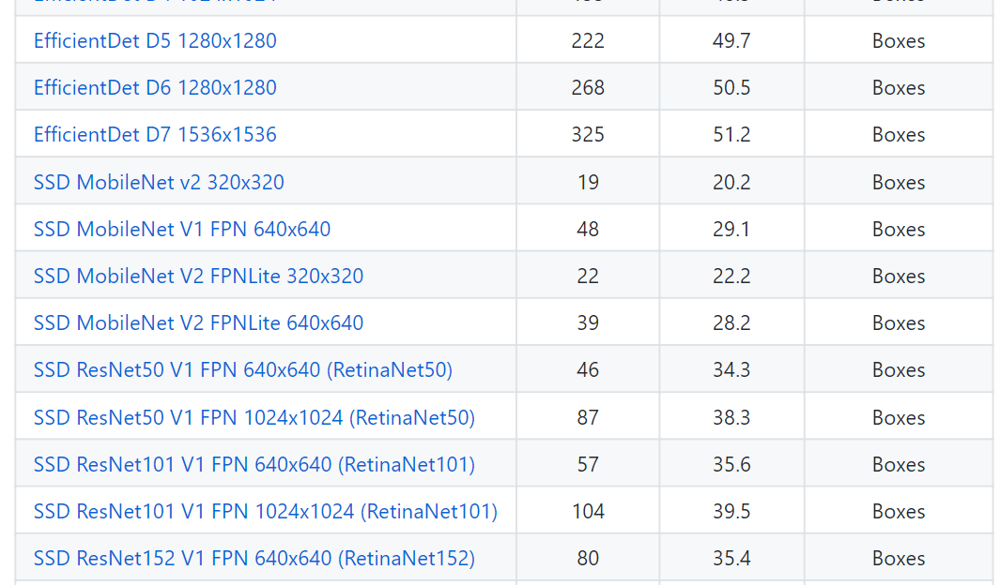 EfficientDet D5 1280x1280 222 49.7 Boxes
EfficientDet D6 1280x1280 268 50.5 Boxes
EfficientDet D7 1536x1536 325 51.2 Boxes
SSD MobileNet v2 320x320 19 20.2 Boxes
SSD MobileNet V1 FPN 640x640 48 29.1 Boxes
SSD MobileNet V2 FPNLite 320x320 22 22.2 Boxes
SSD MobileNet V2 FPNLite 640x640 39 28.2 Boxes
SSD ResNet50 V1 FPN 640x640 (RetinaNet50) 46 34.3 Boxes
SSD ResNet50 V1 FPN 1024x1024 (RetinaNet50) 87 38.3 Boxes
SSD ResNet101 V1 FPN 640x640 (RetinaNet101) 57 35.6 Boxes
SSD ResNet101 V1 FPN 1024x1024 (RetinaNet101) 104 39.5 Boxes
SSD ResNet152 V1 FPN 640x640 (RetinaNet152) 80 35.4 Boxes